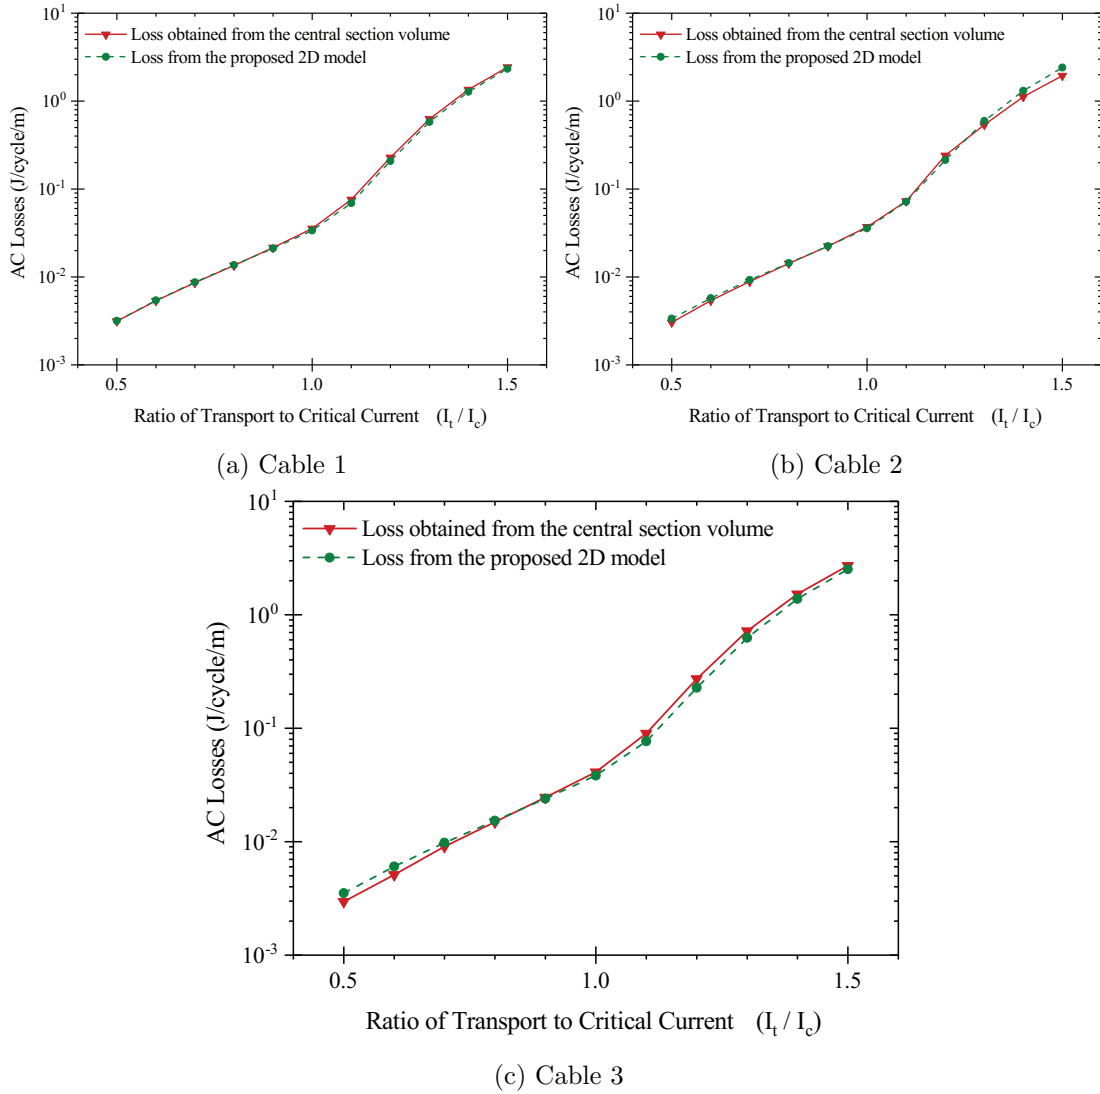 Loss obtained from the central section volume
Loss from the proposed 2D model
AC Losses (J/cycle/m)
10^1
10^0
10^-1
10^-2
10^-3
0.5 1.0 1.5
Ratio of Transport to Critical Current (I_t / I_c)
(a) Cable 1
Loss obtained from the central section volume
Loss from the proposed 2D model
AC Losses (J/cycle/m)
10^1
10^0
10^-1
10^-2
10^-3
0.5 1.0 1.5
Ratio of Transport to Critical Current (I_t / I_c)
(b) Cable 2
Loss obtained from the central section volume
Loss from the proposed 2D model
AC Losses (J/cycle/m)
10^1
10^0
10^-1
10^-2
10^-3
0.5 1.0 1.5
Ratio of Transport to Critical Current (I_t / I_c)
(c) Cable 3